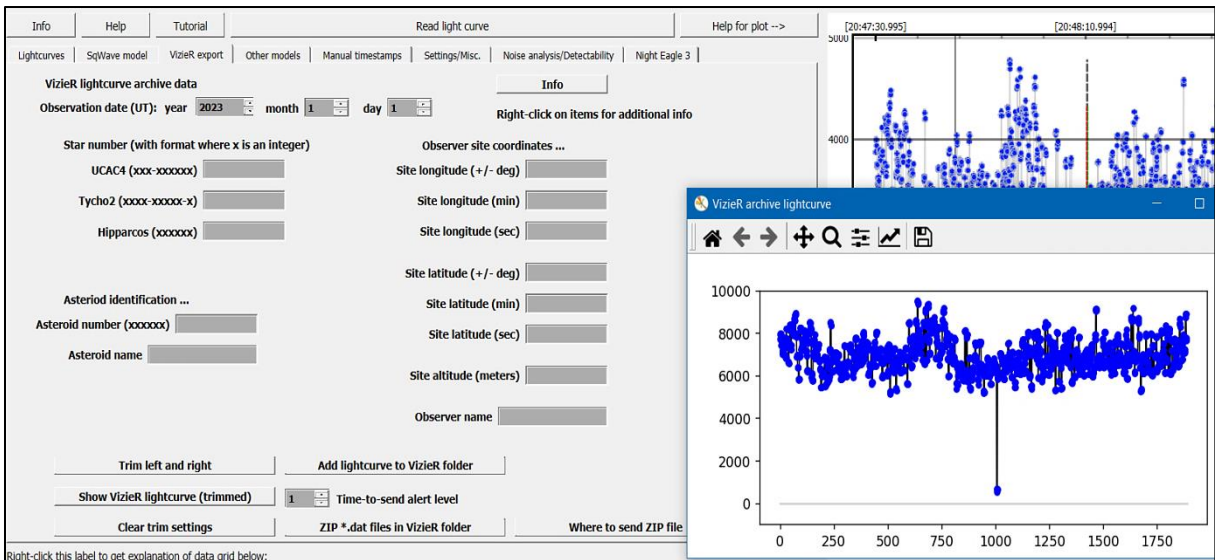 Info Help Tutorial Read light curve Help for plot -->
Lightcurves SqWave model VizieR export Other models Manual timestamps Settings/Misc. Noise analysis/Detectability Night Eagle 3
VizieR lightcurve archive data
Info
Observation date (UT): year 2023 month 1 day 1
Right-click on items for additional info
Star number (with format where x is an integer)
Observer site coordinates ...
UCAC4 (xxx-xxxxxx)
Site longitude (+/- deg)
Tycho2 (xxxx-xxxxx-x)
Site longitude (min)
Hipparcos (xxxxxx)
Site longitude (sec)
Site latitude (+/- deg)
Asteriod identification ...
Site latitude (min)
Asteroid number (xxxxxx)
Site latitude (sec)
Asteroid name
Site altitude (meters)
Observer name
Trim left and right Add lightcurve to VizieR folder
Show VizieR lightcurve (trimmed) 1 Time-to-send alert level
Clear trim settings ZIP *.dat files in VizieR folder Where to send ZIP file
Right-click this label to get explanation of data grid below:
[20:47:30.995] [20:48:10.994]
5000
4000
VizieR archive lightcurve
10000
8000
6000
4000
2000
0
0 250 500 750 1000 1250 1500 1750